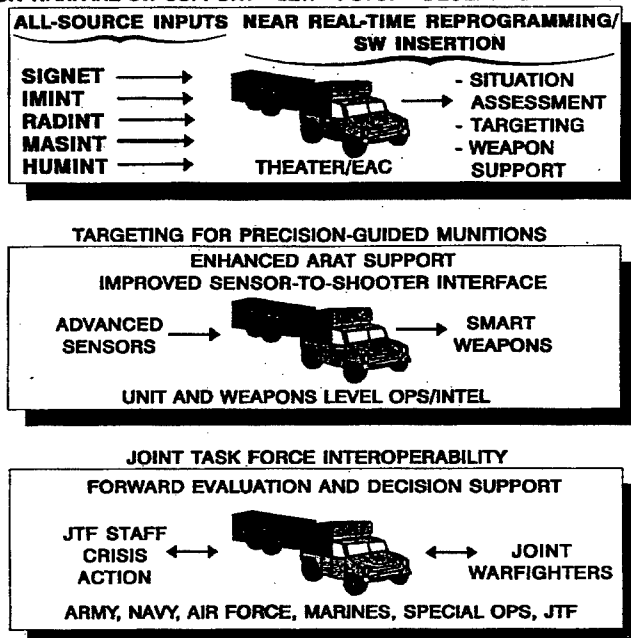 ALL-SOURCE INPUTS NEAR REAL-TIME REPROGRAMMING/
SW INSERTION
SIGNET
IMINT
RADINT
MASINT
HUMINT
THEATER/EAC
- SITUATION
ASSESSMENT
- TARGETING
- WEAPON
SUPPORT
TARGETING FOR PRECISION-GUIDED MUNITIONS
ENHANCED ARAT SUPPORT
IMPROVED SENSOR-TO-SHOOTER INTERFACE
ADVANCED
SENSORS
SMART
WEAPONS
UNIT AND WEAPONS LEVEL OPS/INTEL
JOINT TASK FORCE INTEROPERABILITY
FORWARD EVALUATION AND DECISION SUPPORT
JTF STAFF
CRISIS
ACTION
JOINT
WARFIGHTERS
ARMY, NAVY, AIR FORCE, MARINES, SPECIAL OPS, JTF